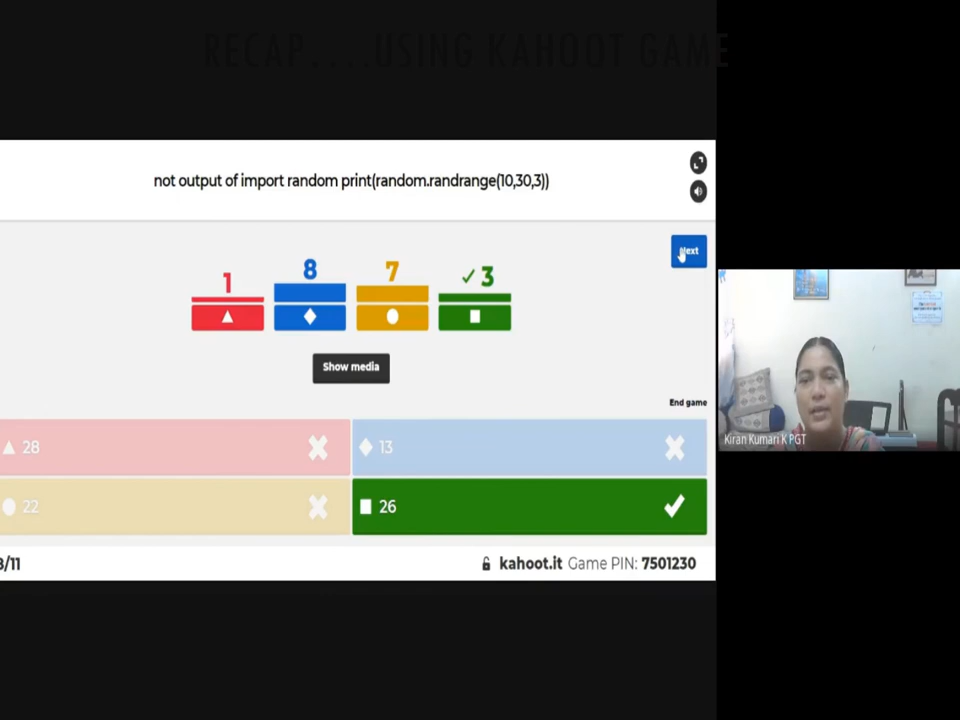 RECAP....USING KAHOOT GAME
not output of import random print(random.randrange(10,30,3))
Next
1
8
7
3
Show media
End game
28
13
22
26
3/11
kahoot.it Game PIN: 7501230
Kiran Kumari K PGT